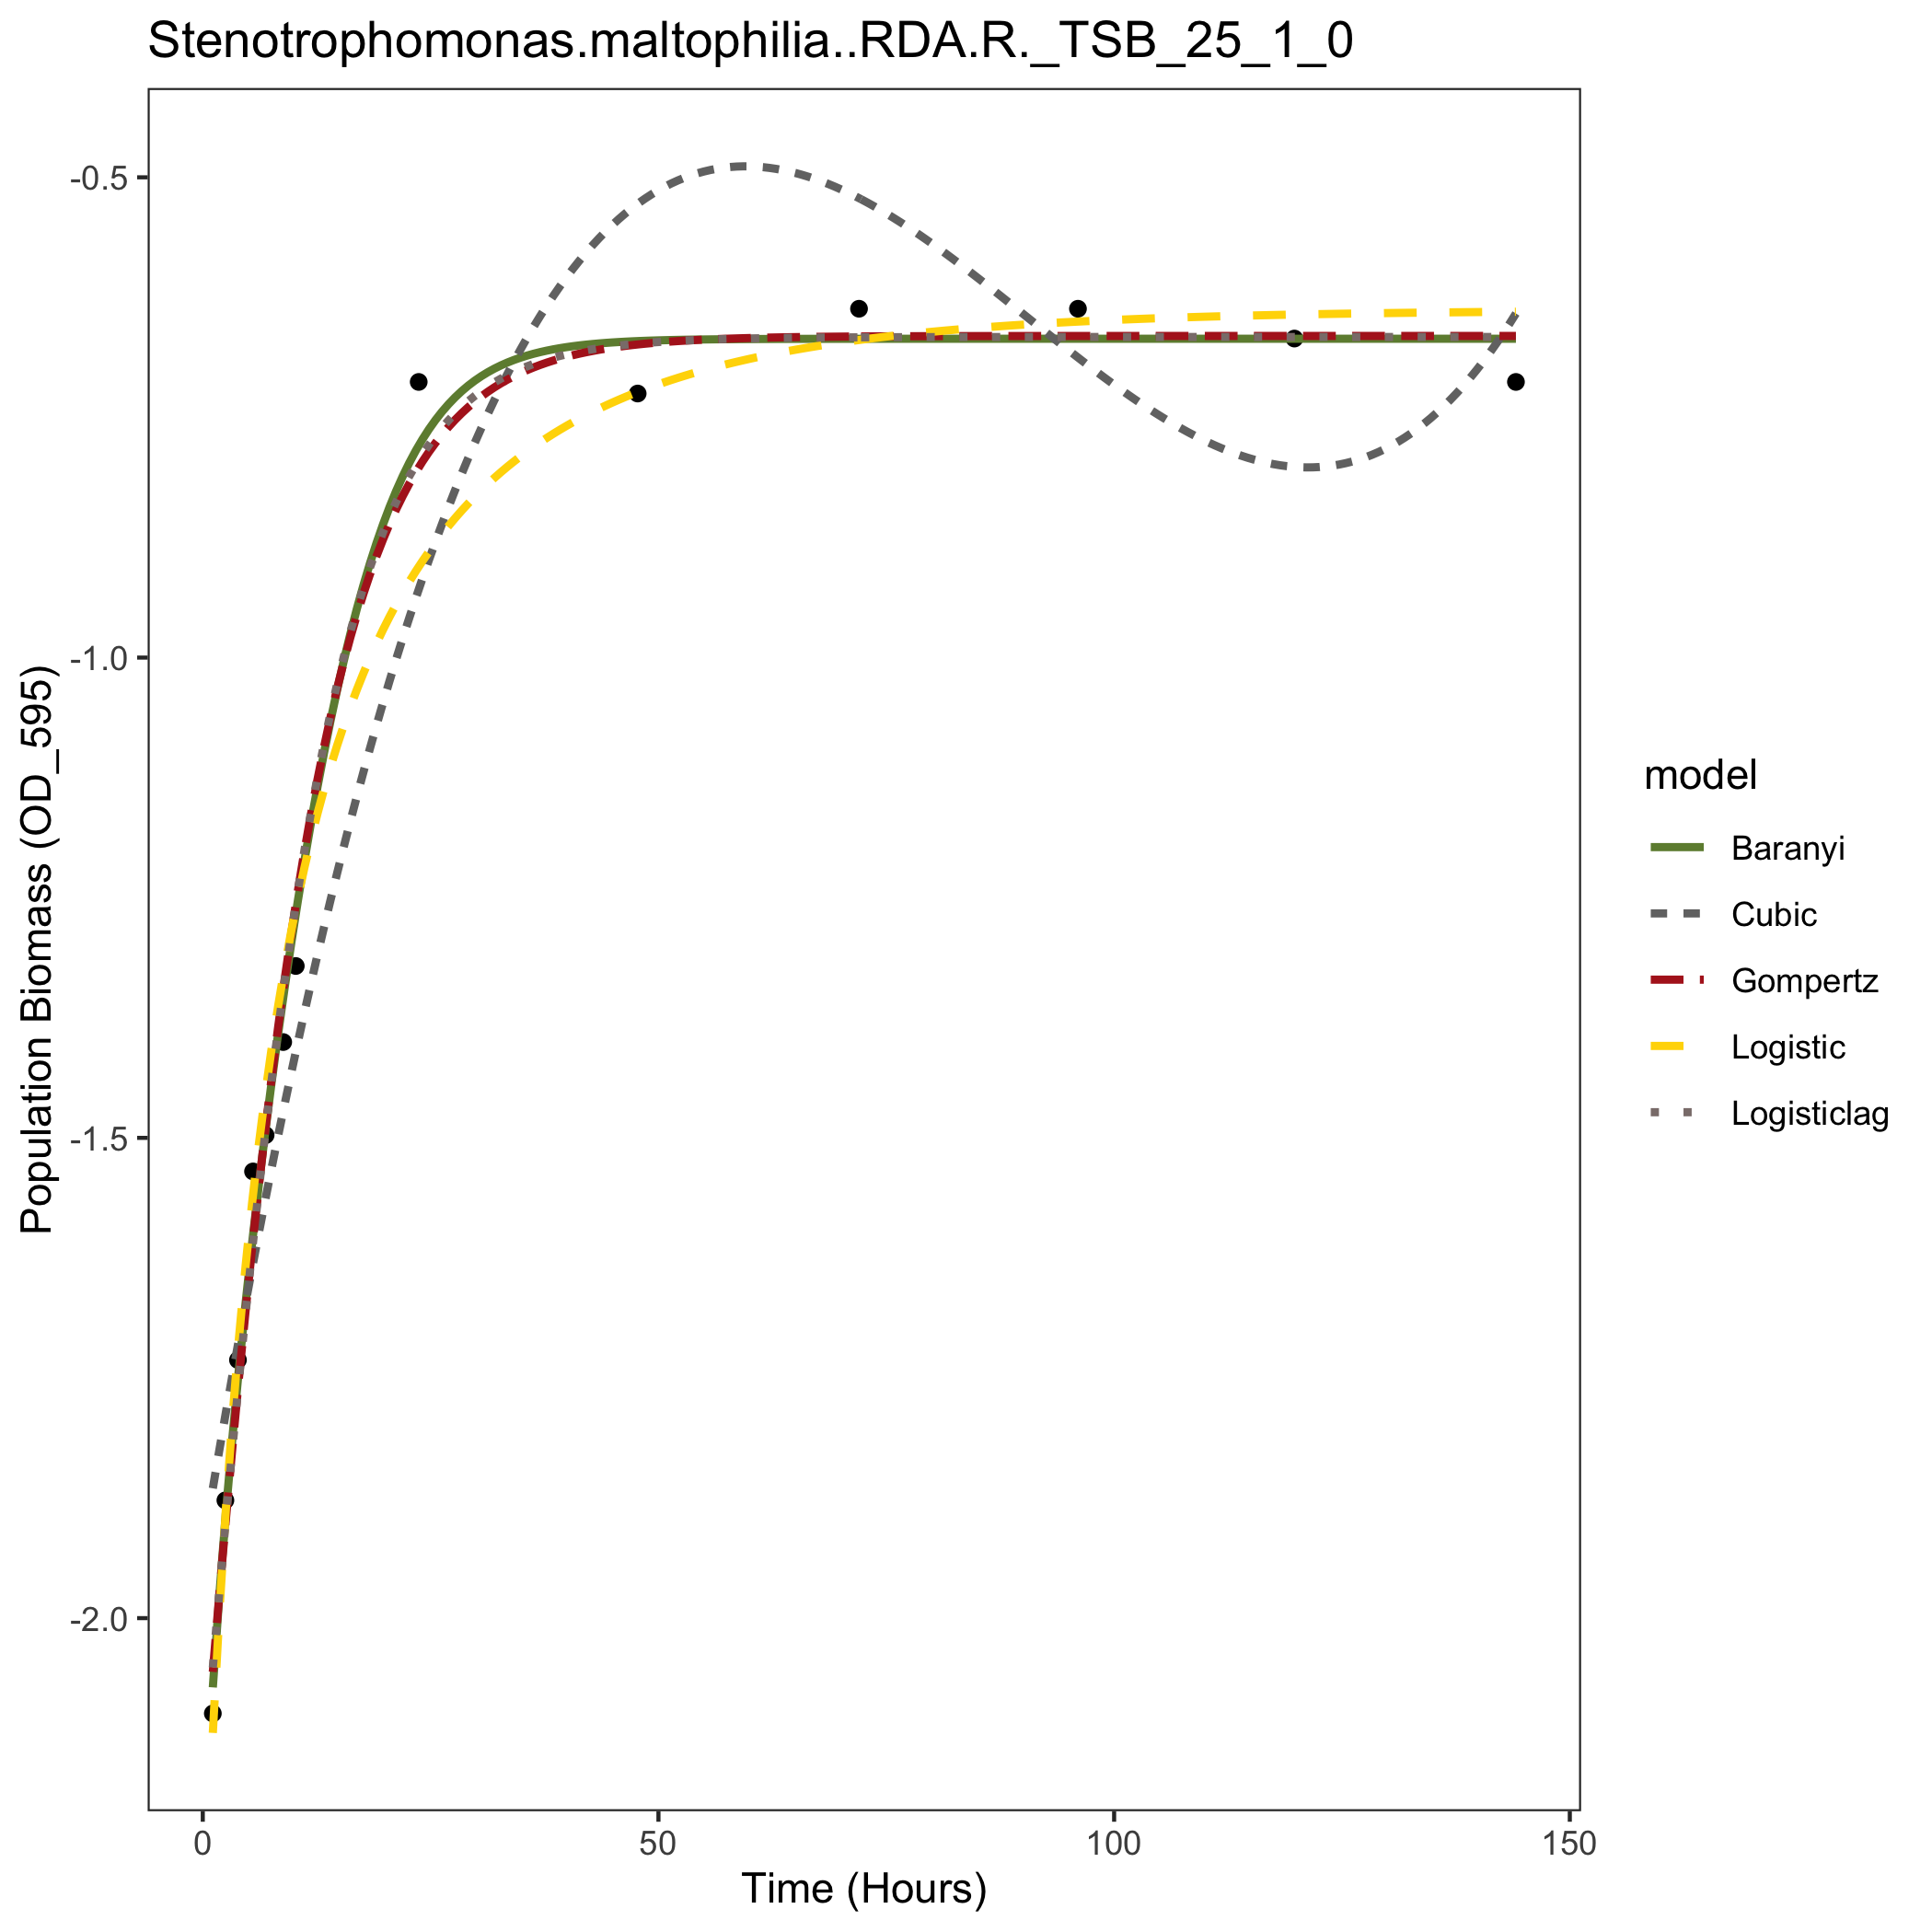 Stenotrophomonas.maltophilia..RDA.R._TSB_25_1_0
-0.5
-1.0
-1.5
-2.0
Population Biomass (OD_595)
0 50 100 150
Time (Hours)
model
Baranyi
Cubic
Gompertz
Logistic
Logisticlag